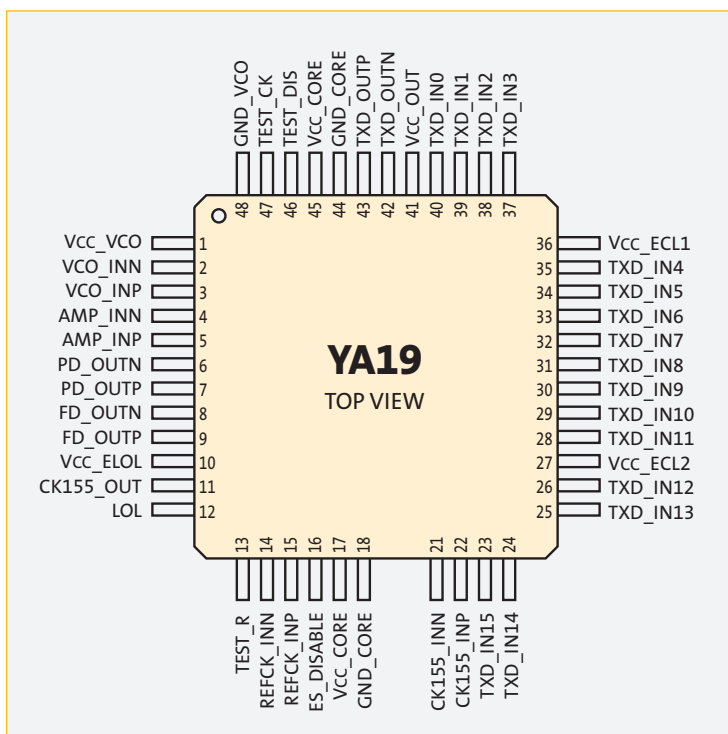 GND_VCO
TEST_CK
TEST_DIS
VCC_CORE
GND_CORE
TXD_OUTP
TXD_OUTN
VCC_OUT
TXD_IN0
TXD_IN1
TXD_IN2
TXD_IN3
48
47
46
45
44
43
42
41
40
39
38
37
VCC_VCO 1
VCO_INN 2
VCO_INP 3
AMP_INN 4
AMP_INP 5
PD_OUTN 6
PD_OUTP 7
FD_OUTN 8
FD_OUTP 9
VCC_ELOL 10
CK155_OUT 11
LOL 12
YA19
TOP VIEW
36 VCC_ECL1
35 TXD_IN4
34 TXD_IN5
33 TXD_IN6
32 TXD_IN7
31 TXD_IN8
30 TXD_IN9
29 TXD_IN10
28 TXD_IN11
27 VCC_ECL2
26 TXD_IN12
25 TXD_IN13
13
14
15
16
17
18
21
22
23
24
TEST_R
REFCK_INN
REFCK_INP
ES_DISABLE
VCC_CORE
GND_CORE
CK155_INN
CK155_INP
TXD_IN15
TXD_IN14